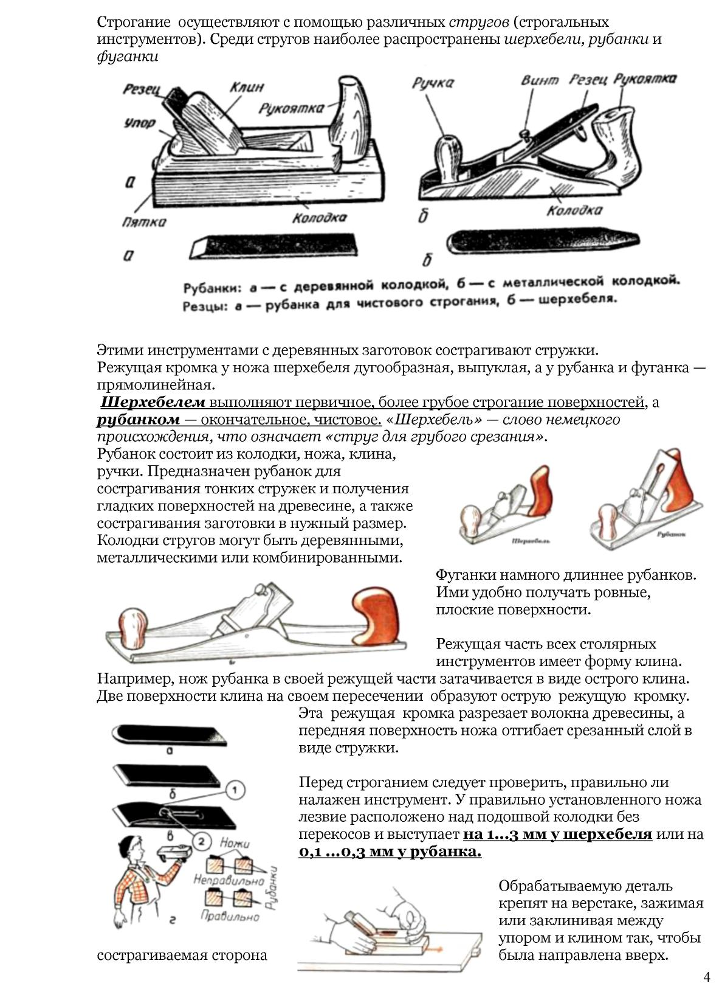 Строгание осуществляют с помощью различных стругов (строгальных
инструментов). Среди стругов наиболее распространены шерхебели, рубанки и
фуганки
Резец
Клин
Рукоятка
Упор
а
Пятка
Колодка
Ручка
Винт
Резец
Рукоятка
б
Колодка
а
б
Рубанки: а — с деревянной колодкой, б — с металлической колодкой.
Резцы: а — рубанка для чистового строгания, б — шерхебеля.
Этими инструментами с деревянных заготовок сострагивают стружки.
Режущая кромка у ножа шерхебеля дугообразная, выпуклая, а у рубанка и фуганка —
прямолинейная.
Шерхебелем выполняют первичное, более грубое строгание поверхностей, а
рубанком — окончательное, чистовое. «Шерхебель» — слово немецкого
происхождения, что означает «струг для грубого срезания».
Рубанок состоит из колодки, ножа, клина,
ручки. Предназначен рубанок для
сострагивания тонких стружек и получения
гладких поверхностей на древесине, а также
сострагивания заготовки в нужный размер.
Колодки стругов могут быть деревянными,
металлическими или комбинированными.
Шерхебель
Рубанок
Фуганки намного длиннее рубанков.
Ими удобно получать ровные,
плоские поверхности.
Режущая часть всех столярных
инструментов имеет форму клина.
Например, нож рубанка в своей режущей части затачивается в виде острого клина.
Две поверхности клина на своем пересечении образуют острую режущую кромку.
Эта режущая кромка разрезает волокна древесины, а
передняя поверхность ножа отгибает срезанный слой в
виде стружки.
а
б
1
в
2
Ножи
Неправильно
Рубанки
Правильно
г
Перед строганием следует проверить, правильно ли
налажен инструмент. У правильно установленного ножа
лезвие расположено над подошвой колодки без
перекосов и выступает на 1...3 мм у шерхебеля или на
0,1 ...0,3 мм у рубанка.
Обрабатываемую деталь
крепят на верстаке, зажимая
или заклинивая между
упором и клином так, чтобы
сострагиваемая сторона была направлена вверх.
4